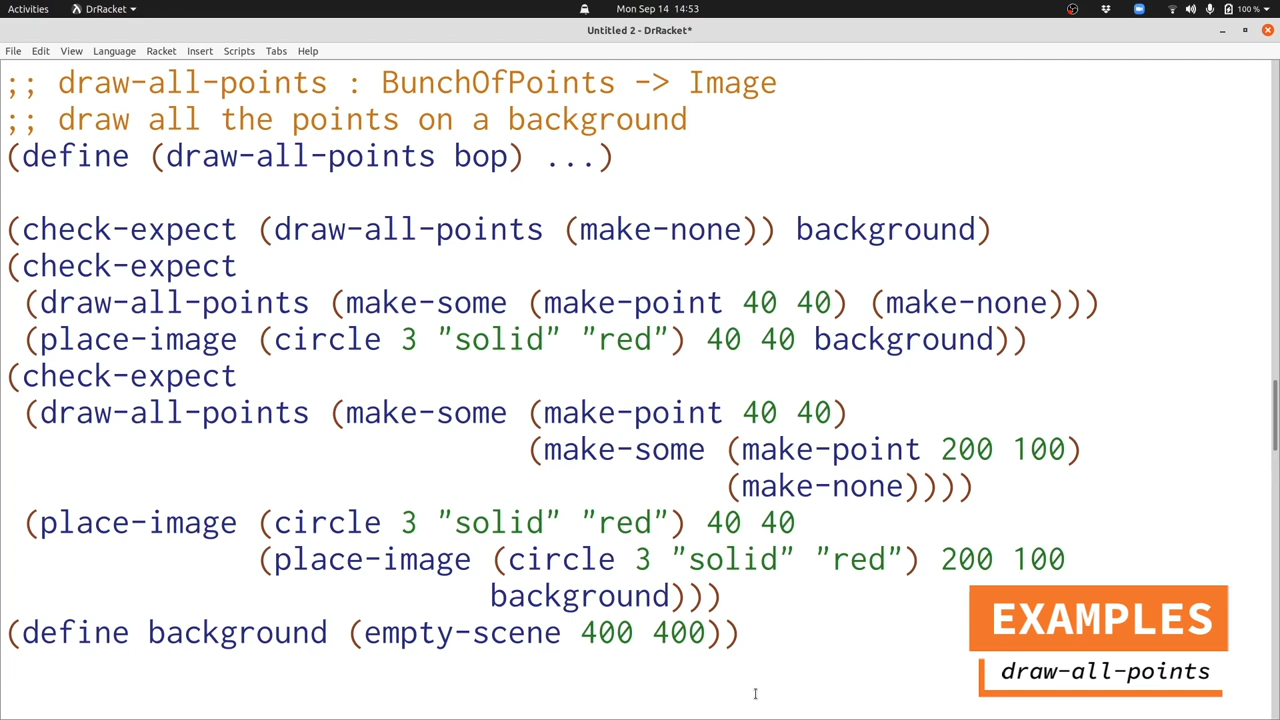 Activities DrRacket Mon Sep 14 14:53 100 %
Untitled 2 - DrRacket*
File Edit View Language Racket Insert Scripts Tabs Help
;; draw-all-points : BunchOfPoints -> Image
;; draw all the points on a background
(define (draw-all-points bop) ...)
(check-expect (draw-all-points (make-none)) background)
(check-expect
(draw-all-points (make-some (make-point 40 40) (make-none)))
(place-image (circle 3 "solid" "red") 40 40 background))
(check-expect
(draw-all-points (make-some (make-point 40 40)
(make-some (make-point 200 100)
(make-none))))
(place-image (circle 3 "solid" "red") 40 40
(place-image (circle 3 "solid" "red") 200 100
background)))
(define background (empty-scene 400 400))
EXAMPLES
draw-all-points